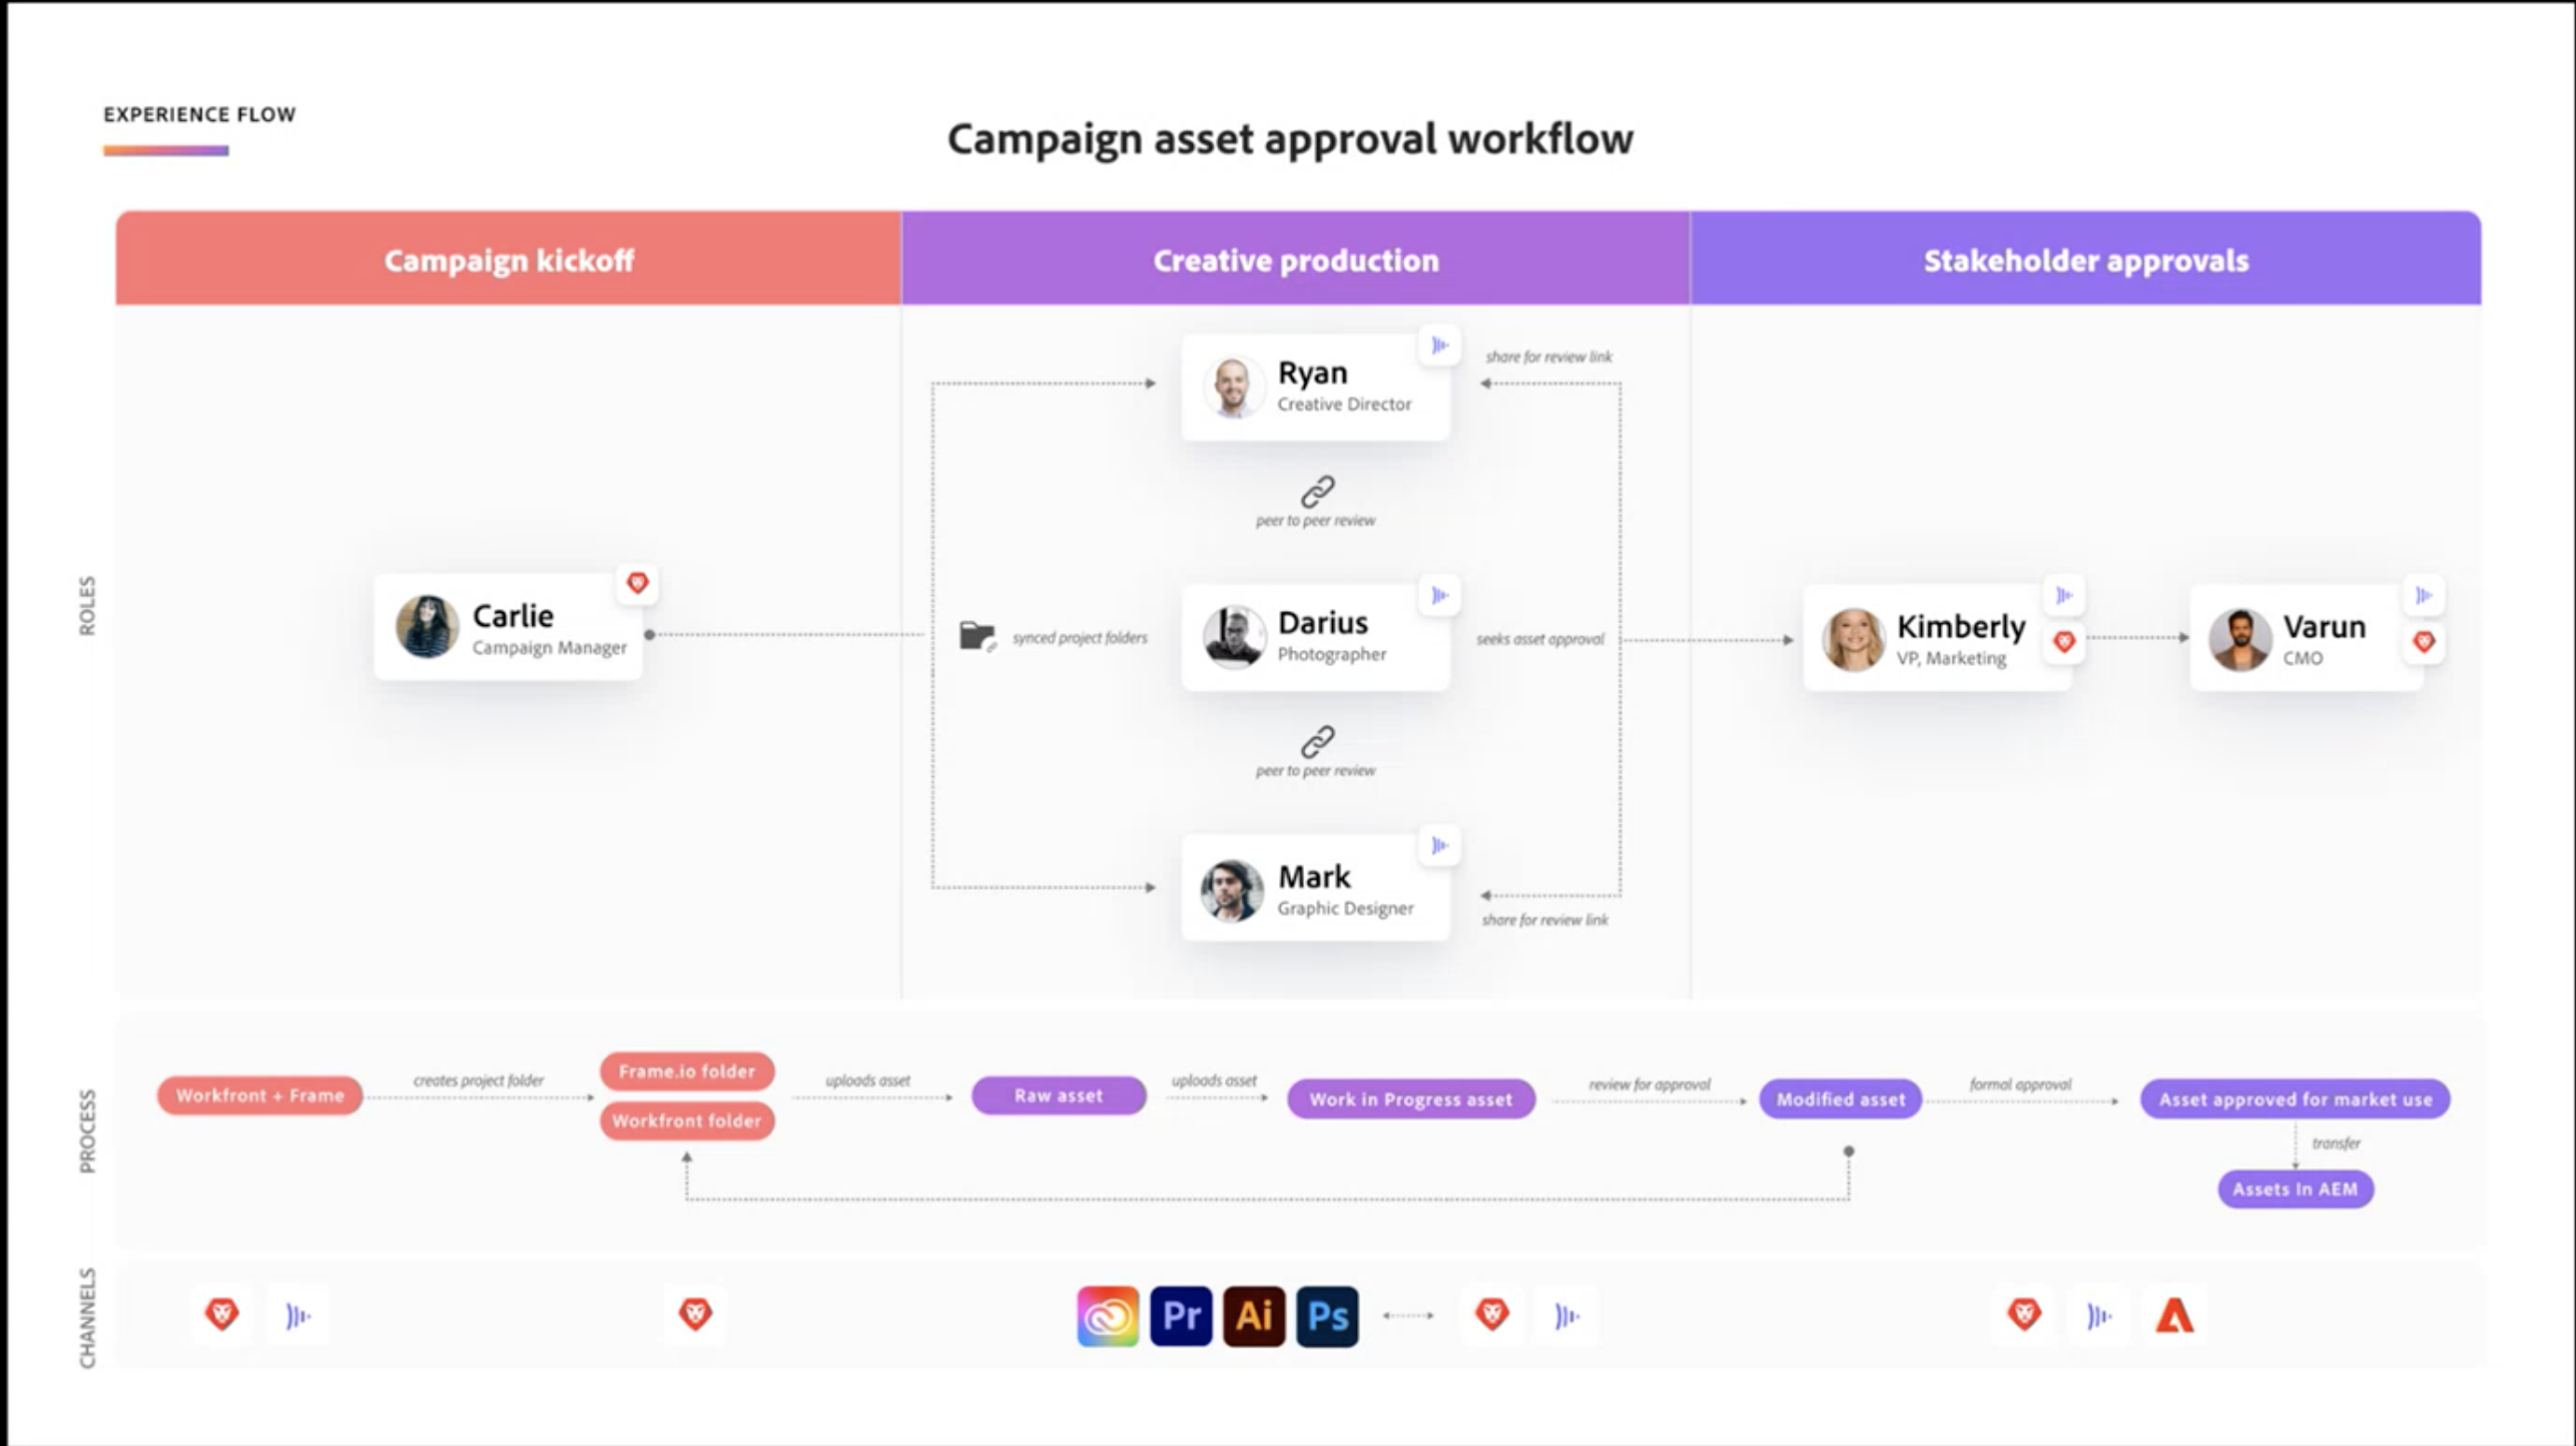 EXPERIENCE FLOW
Campaign asset approval workflow
Campaign kickoff
Creative production
Stakeholder approvals
ROLES
Carlie
Campaign Manager
synced project folders
Ryan
Creative Director
share for review link
peer to peer review
Darius
Photographer
seeks asset approval
peer to peer review
Mark
Graphic Designer
share for review link
Kimberly
VP, Marketing
Varun
CMO
PROCESS
Workfront + Frame
creates project folder
Frame.io folder
Workfront folder
uploads asset
Raw asset
uploads asset
Work in Progress asset
review for approval
Modified asset
formal approval
Asset approved for market use
transfer
Assets In AEM
CHANNELS
Pr
Ai
Ps